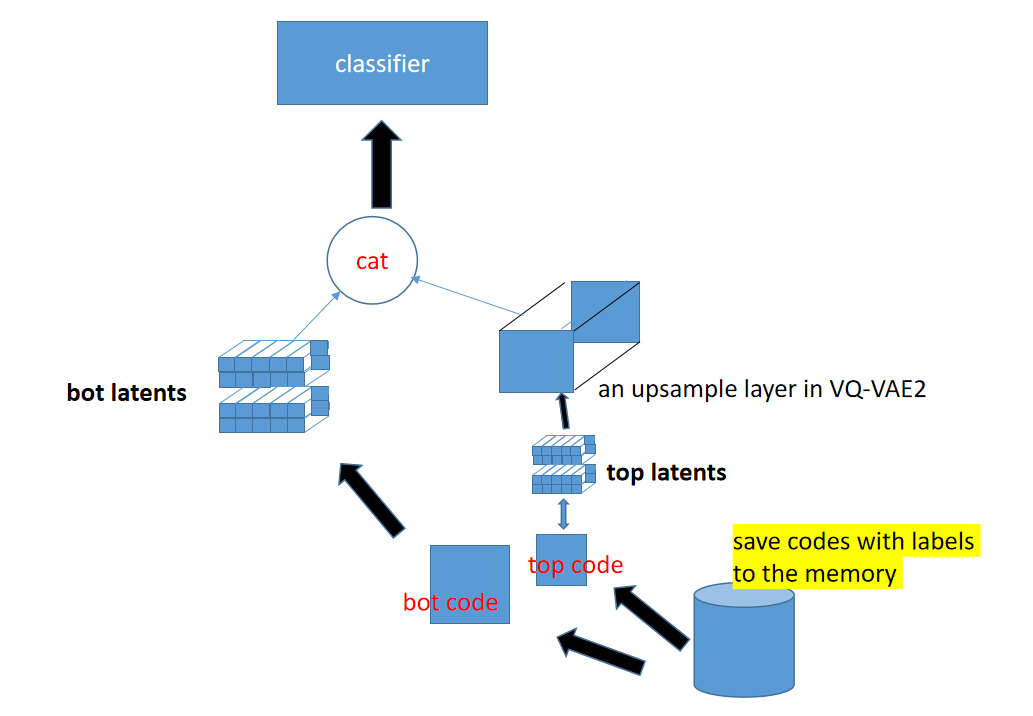 classifier
cat
bot latents
an upsample layer in VQ-VAE2
top latents
save codes with labels
to the memory
top code
bot code